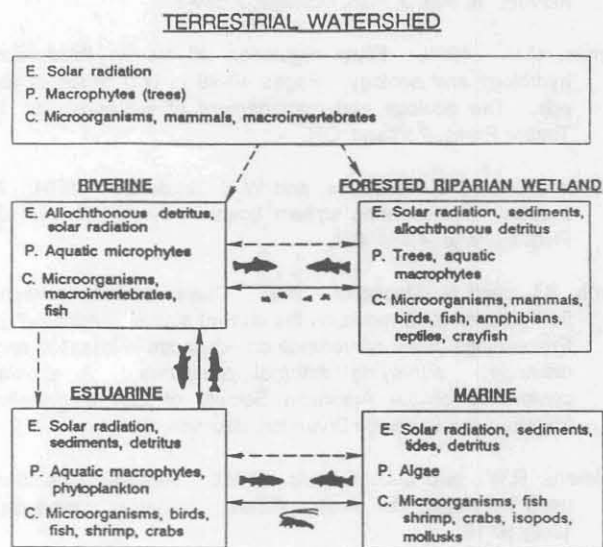 TERRESTRIAL WATERSHED
E. Solar radiation
P. Macrophytes (trees)
C. Microorganisms, mammals, macroinvertebrates
RIVERINE
E. Allochthonous detritus,
solar radiation
P. Aquatic microphytes
C. Microorganisms,
macroinvertebrates,
fish
FORESTED RIPARIAN WETLAND
E. Solar radiation, sediments,
allochthonous detritus
P. Trees, aquatic
macrophytes
C. Microorganisms, mammals,
birds, fish, amphibians,
reptiles, crayfish
ESTUARINE
E. Solar radiation,
sediments, detritus
P. Aquatic macrophytes,
phytoplankton
C. Microorganisms, birds,
fish, shrimp, crabs
MARINE
E. Solar radiation, sediments,
tides, detritus
P. Algae
C. Microorganisms, fish
shrimp, crabs, isopods,
mollusks